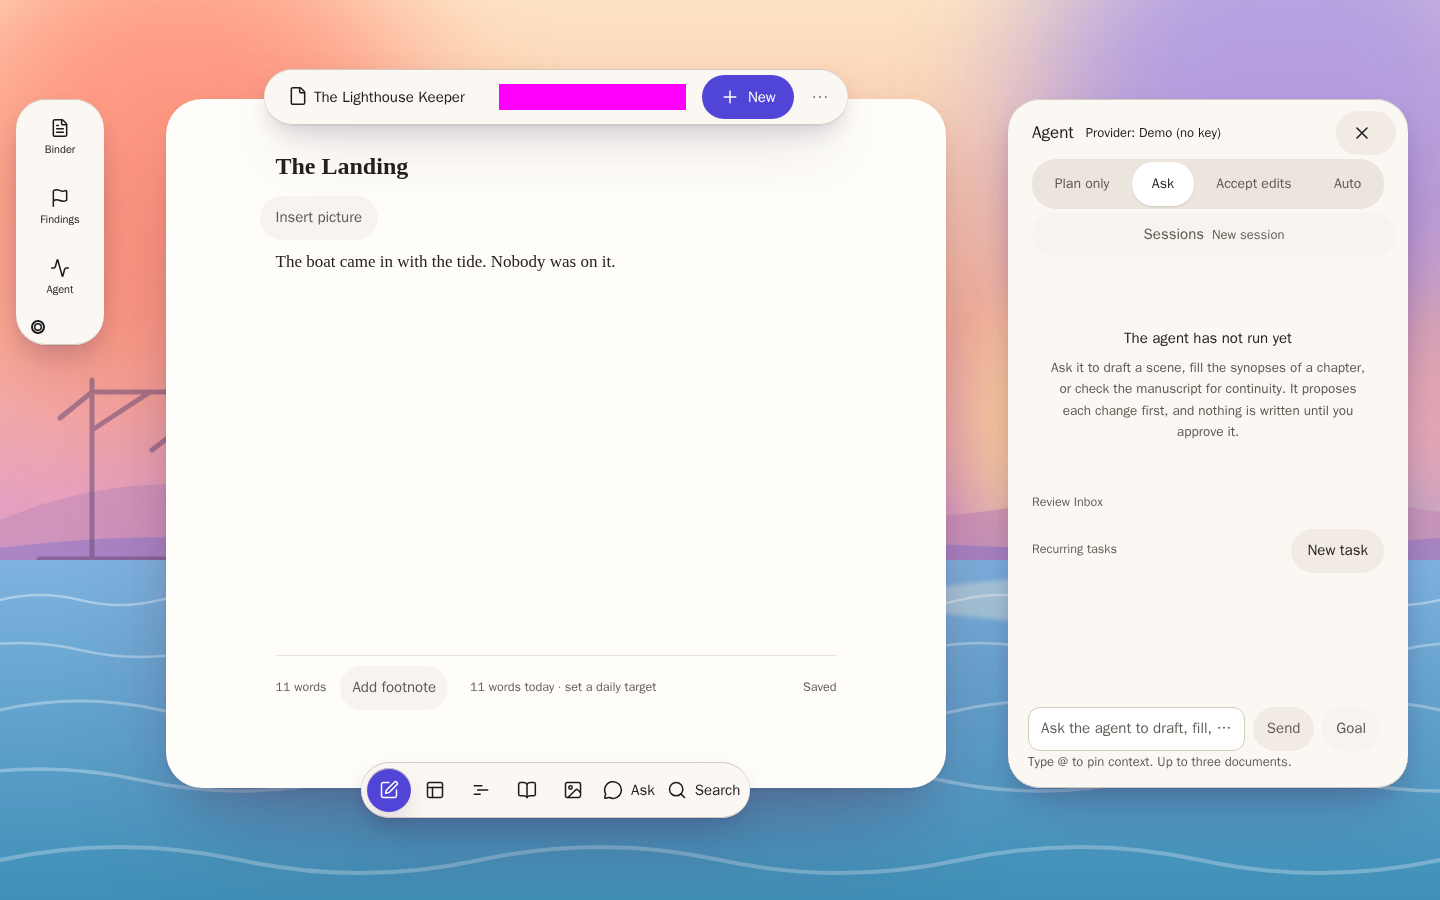 The Lighthouse Keeper
New
Binder
Findings
Agent
The Landing
Insert picture
The boat came in with the tide. Nobody was on it.
11 words
Add footnote
11 words today · set a daily target
Saved
Ask
Search
Agent
Provider: Demo (no key)
Plan only
Ask
Accept edits
Auto
Sessions New session
The agent has not run yet
Ask it to draft a scene, fill the synopses of a chapter,
or check the manuscript for continuity. It proposes
each change first, and nothing is written until you
approve it.
Review Inbox
Recurring tasks
New task
Ask the agent to draft, fill, ···
Send
Goal
Type @ to pin context. Up to three documents.